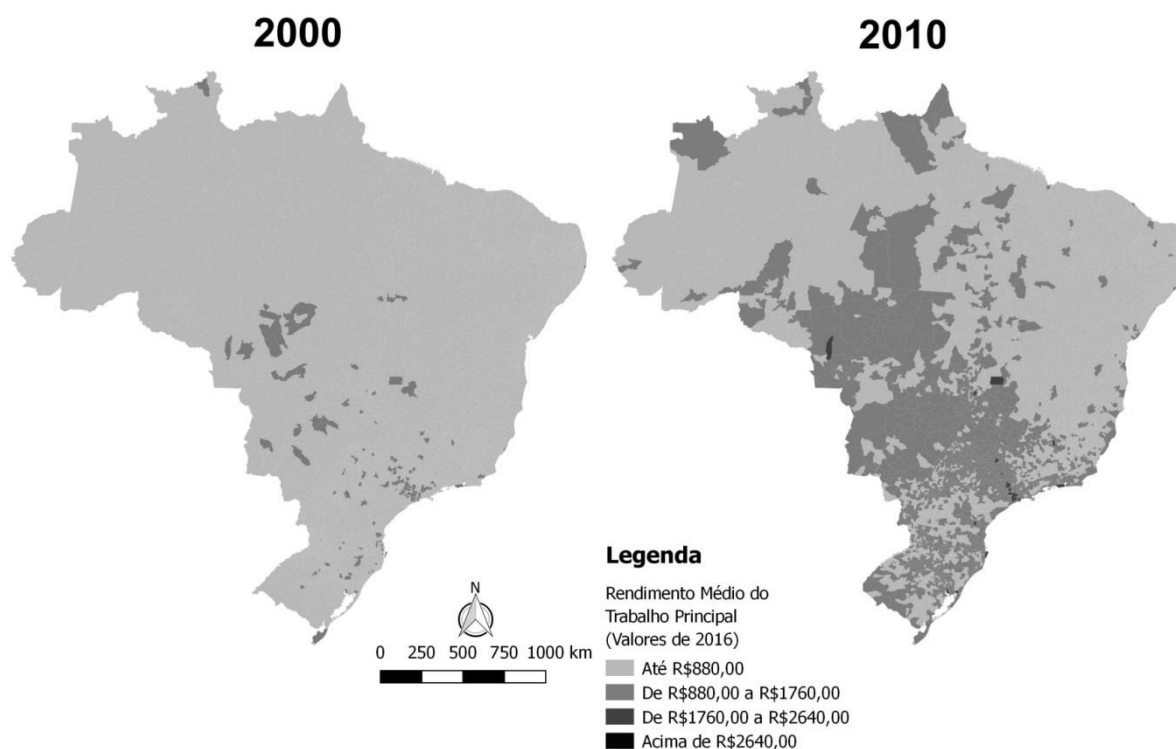 2000
2010
N
0 250 500 750 1000 km
Legenda
Rendimento Médio do
Trabalho Principal
(Valores de 2016)
Até R$880,00
De R$880,00 a R$1760,00
De R$1760,00 a R$2640,00
Acima de R$2640,00